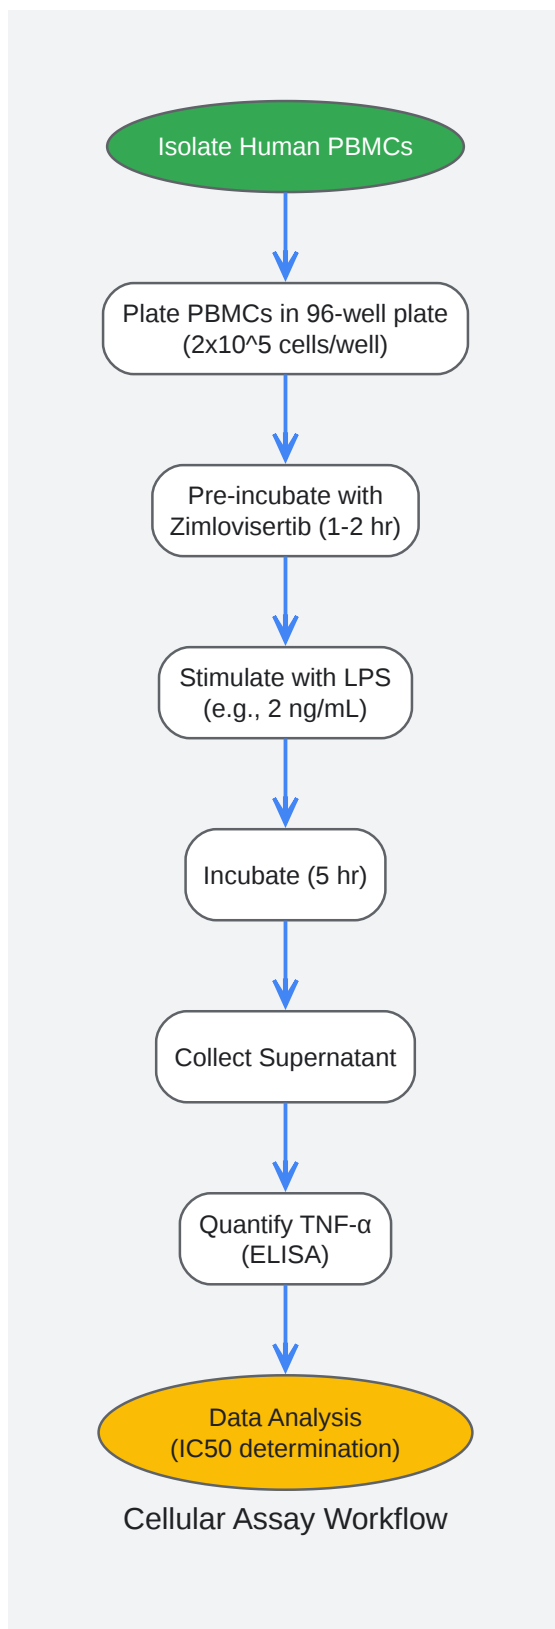 Isolate Human PBMCs
Plate PBMCs in 96-well plate
(2x10^5 cells/well)
Pre-incubate with
Zimlovisertib (1-2 hr)
Stimulate with LPS
(e.g., 2 ng/mL)
Incubate (5 hr)
Collect Supernatant
Quantify TNF-α
(ELISA)
Data Analysis
(IC50 determination)
Cellular Assay Workflow